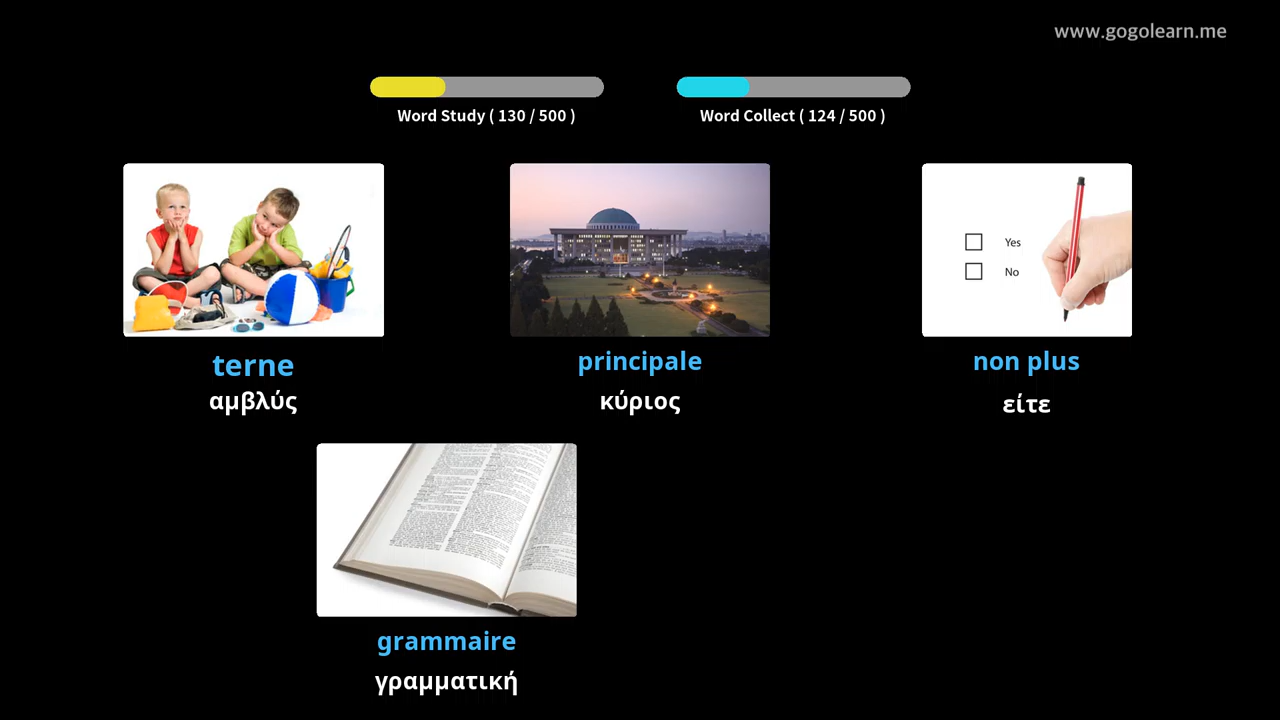 www.gogolearn.me
Word Study ( 130 / 500 )
Word Collect ( 124 / 500 )
Yes
No
terne
αμβλύς
principale
κύριος
non plus
είτε
grammaire
γραμματική